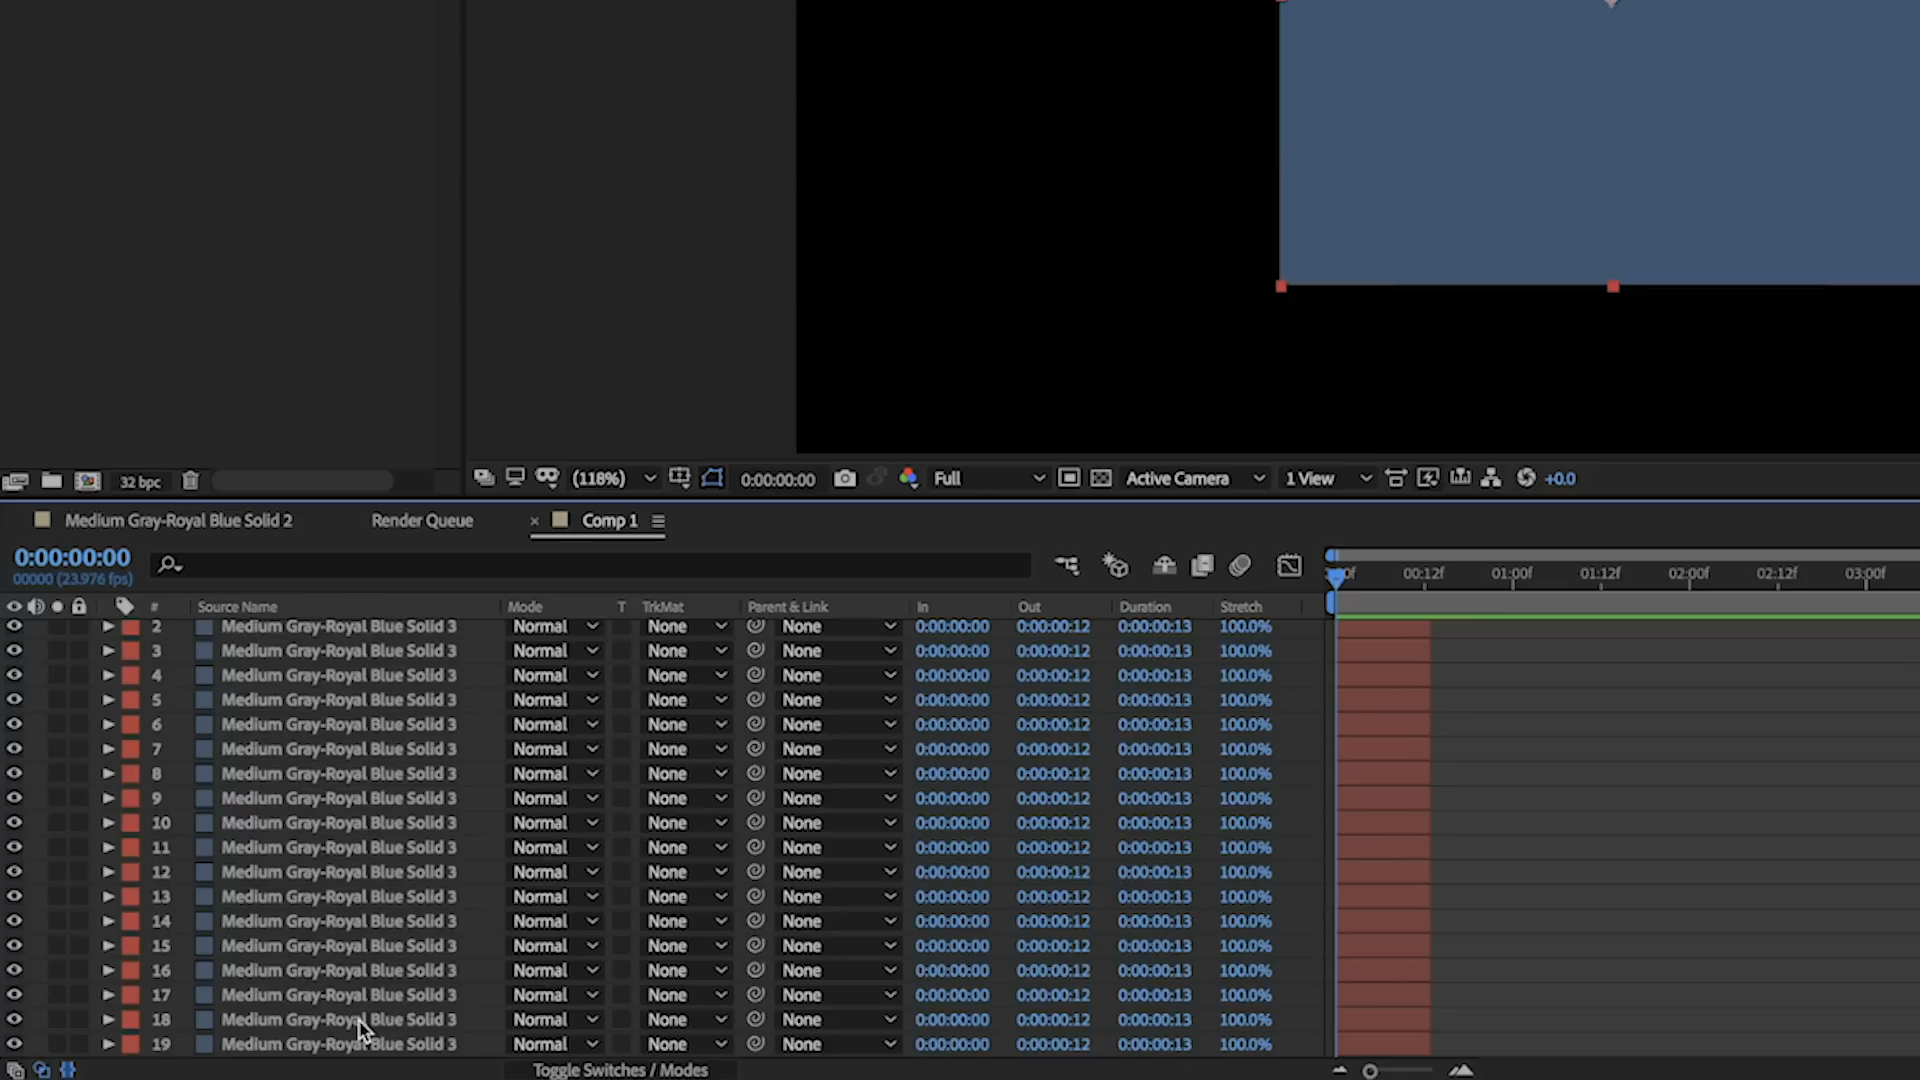 32 bpc
(118%) 0:00:00:00 Full Active Camera 1 View +0.0
Medium Gray-Royal Blue Solid 2 Render Queue × Comp 1
0:00:00:00
00000 (23.976 fps)
00:12f 01:00f 01:12f 02:00f 02:12f 03:00f
# Source Name Mode T TrkMat Parent & Link In Out Duration Stretch
2 Medium Gray-Royal Blue Solid 3 Normal None None 0:00:00:00 0:00:00:12 0:00:00:13 100.0%
3 Medium Gray-Royal Blue Solid 3 Normal None None 0:00:00:00 0:00:00:12 0:00:00:13 100.0%
4 Medium Gray-Royal Blue Solid 3 Normal None None 0:00:00:00 0:00:00:12 0:00:00:13 100.0%
5 Medium Gray-Royal Blue Solid 3 Normal None None 0:00:00:00 0:00:00:12 0:00:00:13 100.0%
6 Medium Gray-Royal Blue Solid 3 Normal None None 0:00:00:00 0:00:00:12 0:00:00:13 100.0%
7 Medium Gray-Royal Blue Solid 3 Normal None None 0:00:00:00 0:00:00:12 0:00:00:13 100.0%
8 Medium Gray-Royal Blue Solid 3 Normal None None 0:00:00:00 0:00:00:12 0:00:00:13 100.0%
9 Medium Gray-Royal Blue Solid 3 Normal None None 0:00:00:00 0:00:00:12 0:00:00:13 100.0%
10 Medium Gray-Royal Blue Solid 3 Normal None None 0:00:00:00 0:00:00:12 0:00:00:13 100.0%
11 Medium Gray-Royal Blue Solid 3 Normal None None 0:00:00:00 0:00:00:12 0:00:00:13 100.0%
12 Medium Gray-Royal Blue Solid 3 Normal None None 0:00:00:00 0:00:00:12 0:00:00:13 100.0%
13 Medium Gray-Royal Blue Solid 3 Normal None None 0:00:00:00 0:00:00:12 0:00:00:13 100.0%
14 Medium Gray-Royal Blue Solid 3 Normal None None 0:00:00:00 0:00:00:12 0:00:00:13 100.0%
15 Medium Gray-Royal Blue Solid 3 Normal None None 0:00:00:00 0:00:00:12 0:00:00:13 100.0%
16 Medium Gray-Royal Blue Solid 3 Normal None None 0:00:00:00 0:00:00:12 0:00:00:13 100.0%
17 Medium Gray-Royal Blue Solid 3 Normal None None 0:00:00:00 0:00:00:12 0:00:00:13 100.0%
18 Medium Gray-Royal Blue Solid 3 Normal None None 0:00:00:00 0:00:00:12 0:00:00:13 100.0%
19 Medium Gray-Royal Blue Solid 3 Normal None None 0:00:00:00 0:00:00:12 0:00:00:13 100.0%
Toggle Switches / Modes